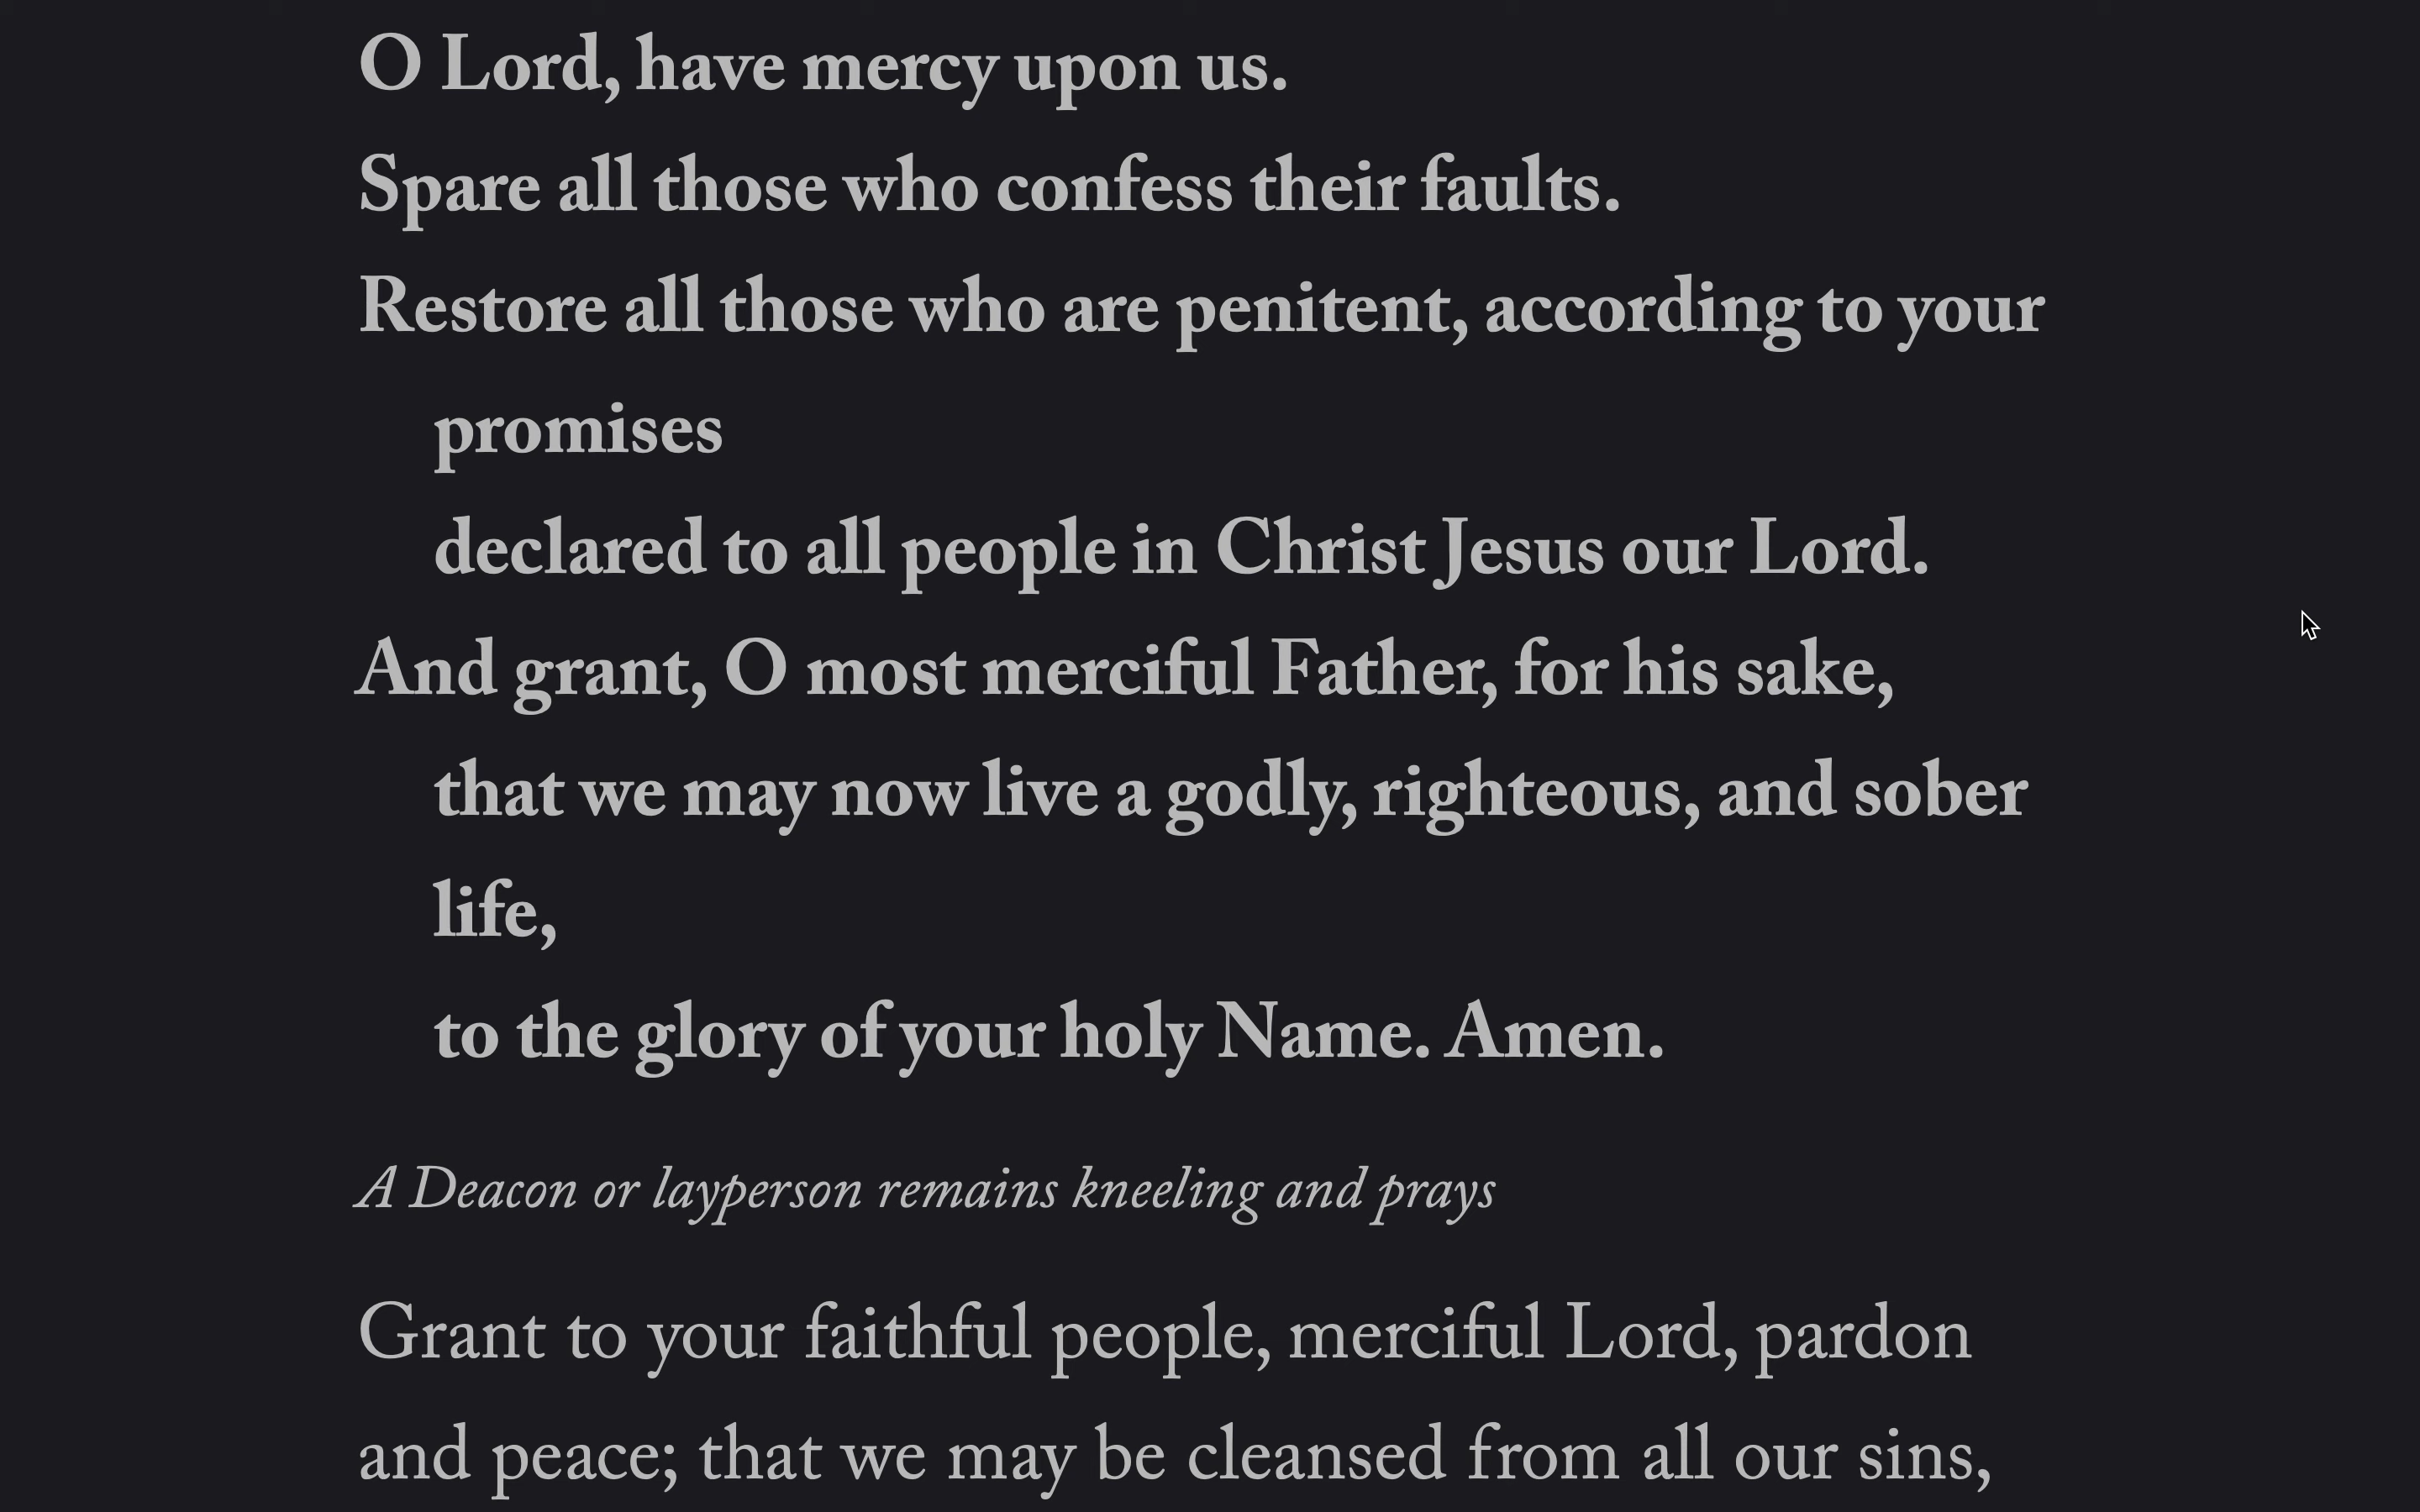 O Lord, have mercy upon us.
Spare all those who confess their faults.
Restore all those who are penitent, according to your
promises
declared to all people in Christ Jesus our Lord.
And grant, O most merciful Father, for his sake,
that we may now live a godly, righteous, and sober
life,
to the glory of your holy Name. Amen.
A Deacon or layperson remains kneeling and prays
Grant to your faithful people, merciful Lord, pardon
and peace; that we may be cleansed from all our sins,